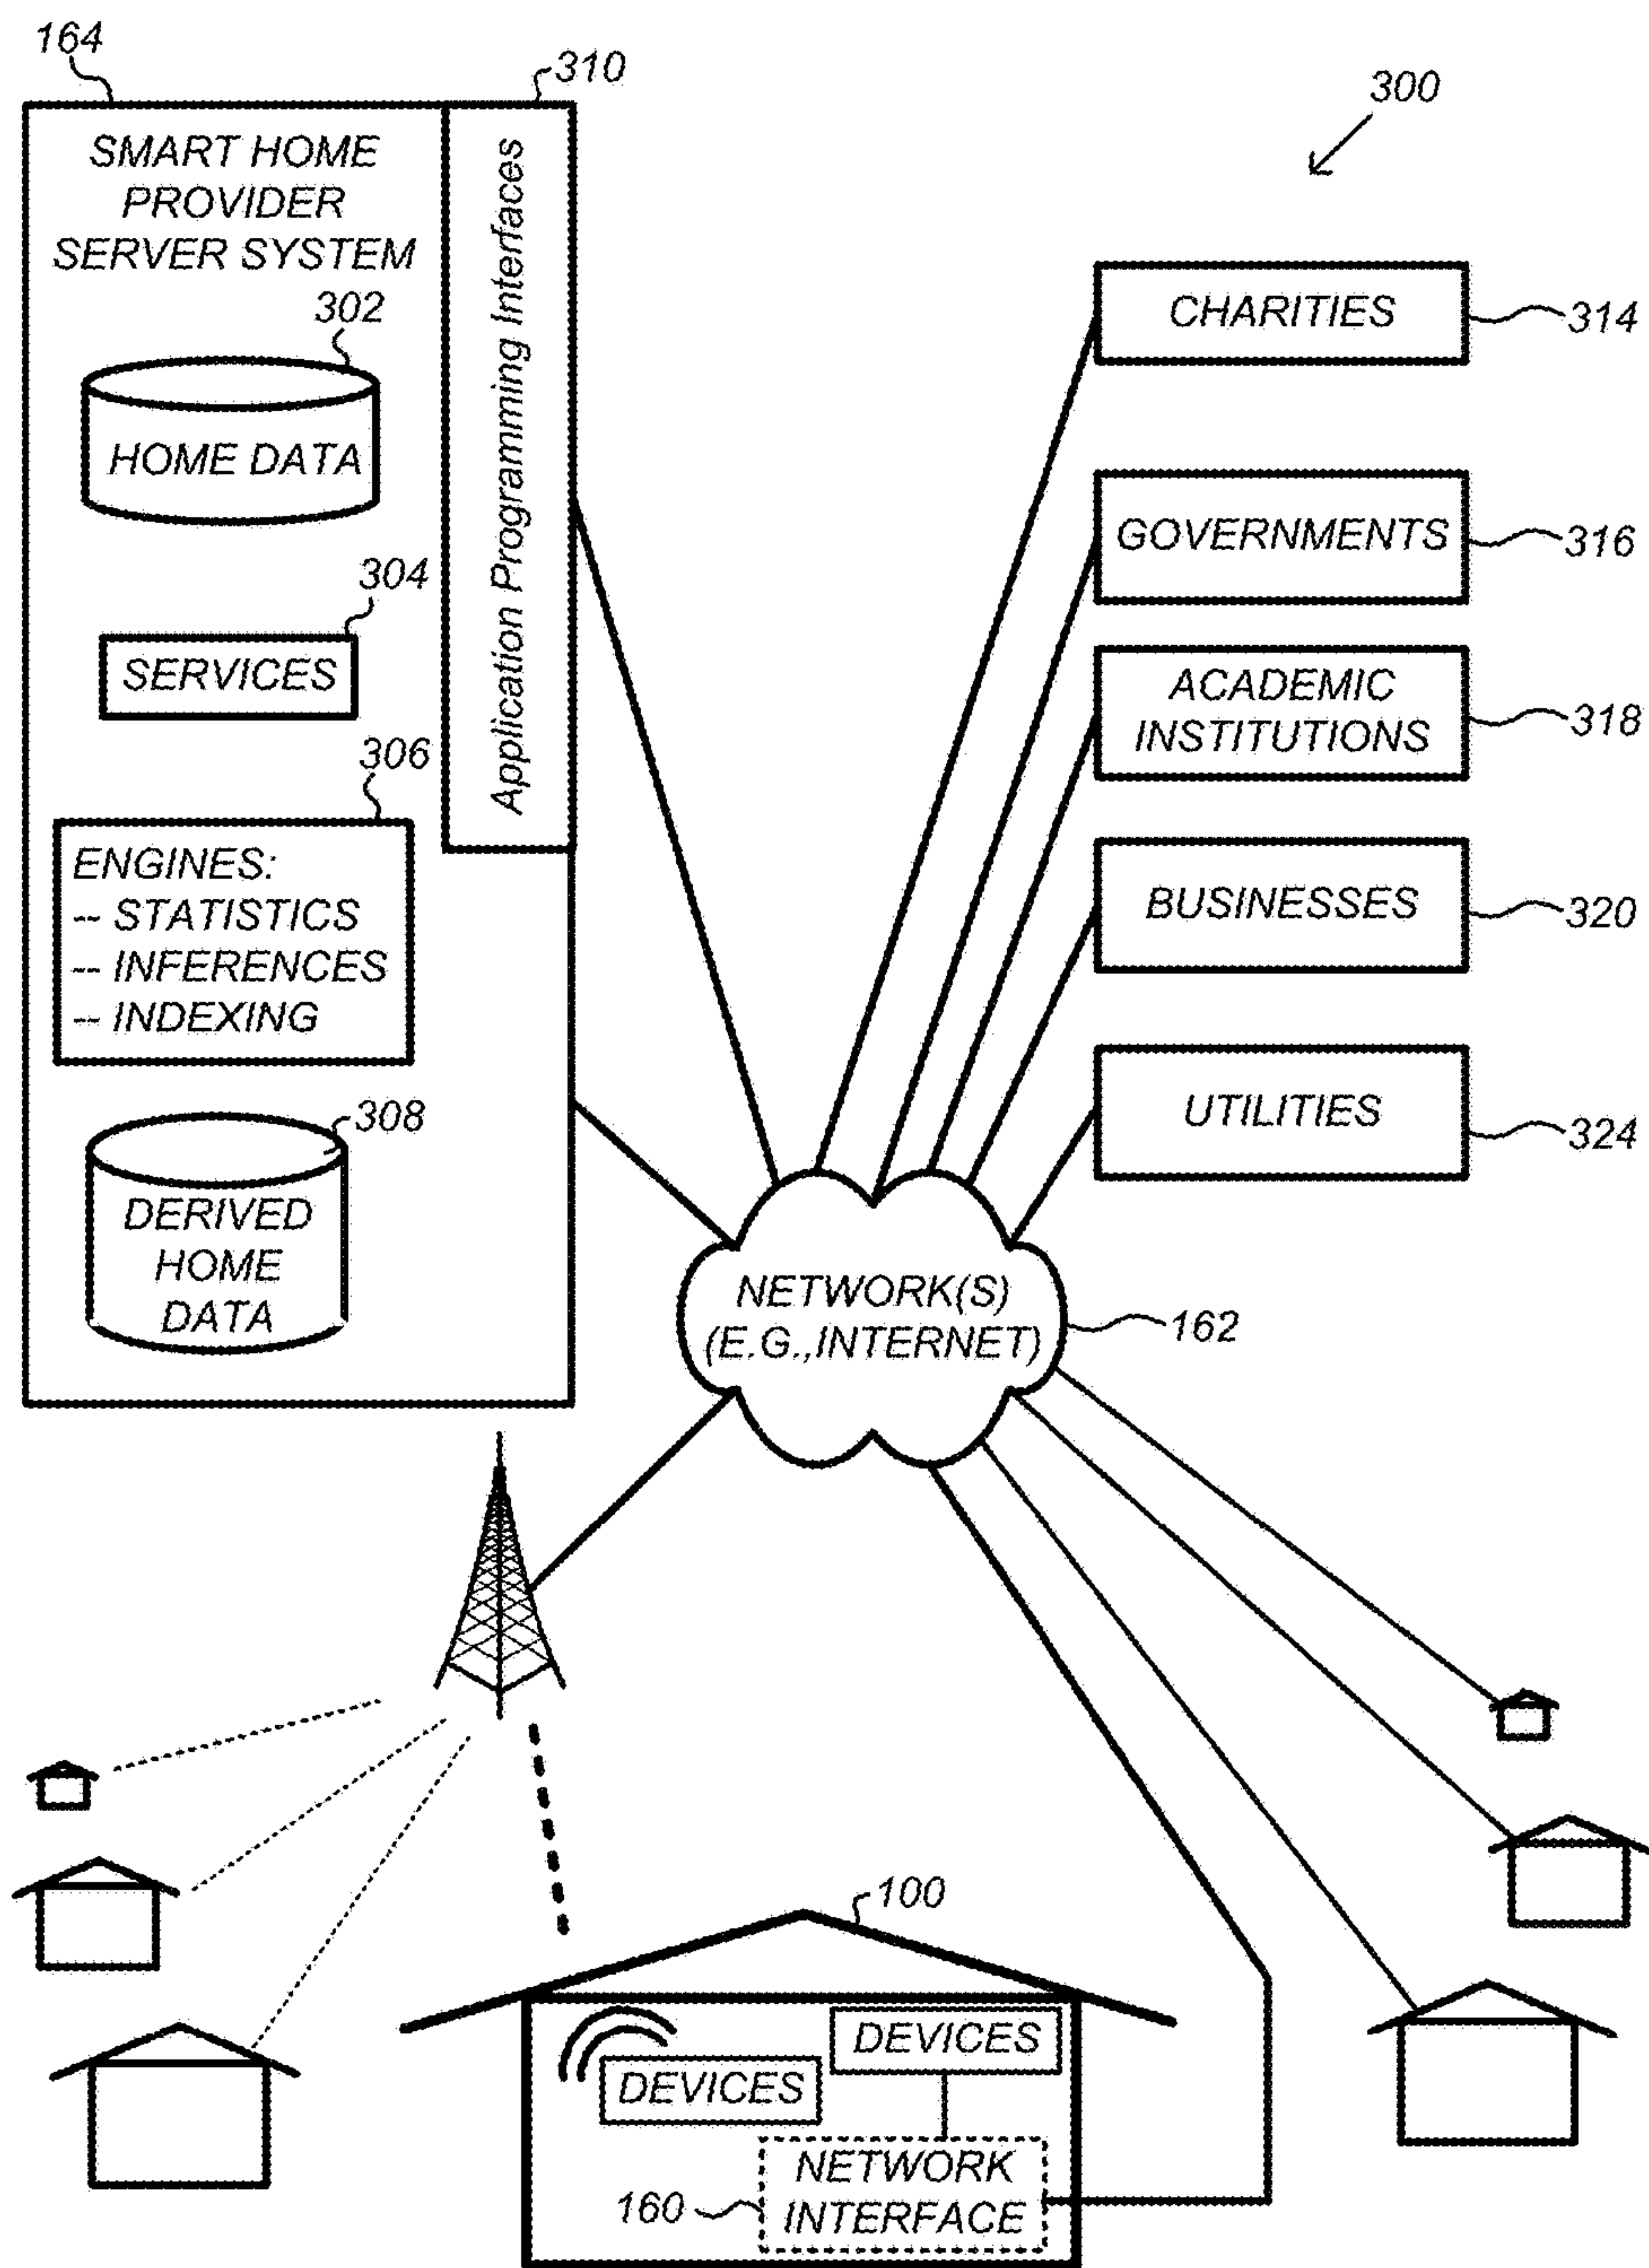 164
310
300
SMART HOME
PROVIDER
SERVER SYSTEM
Application Programming Interfaces
302
HOME DATA
304
SERVICES
306
ENGINES:
-- STATISTICS
-- INFERENCES
-- INDEXING
308
DERIVED
HOME
DATA
CHARITIES
314
GOVERNMENTS
316
ACADEMIC
INSTITUTIONS
318
BUSINESSES
320
UTILITIES
324
NETWORK(S)
(E.G.,INTERNET)
162
100
DEVICES
DEVICES
NETWORK
INTERFACE
160